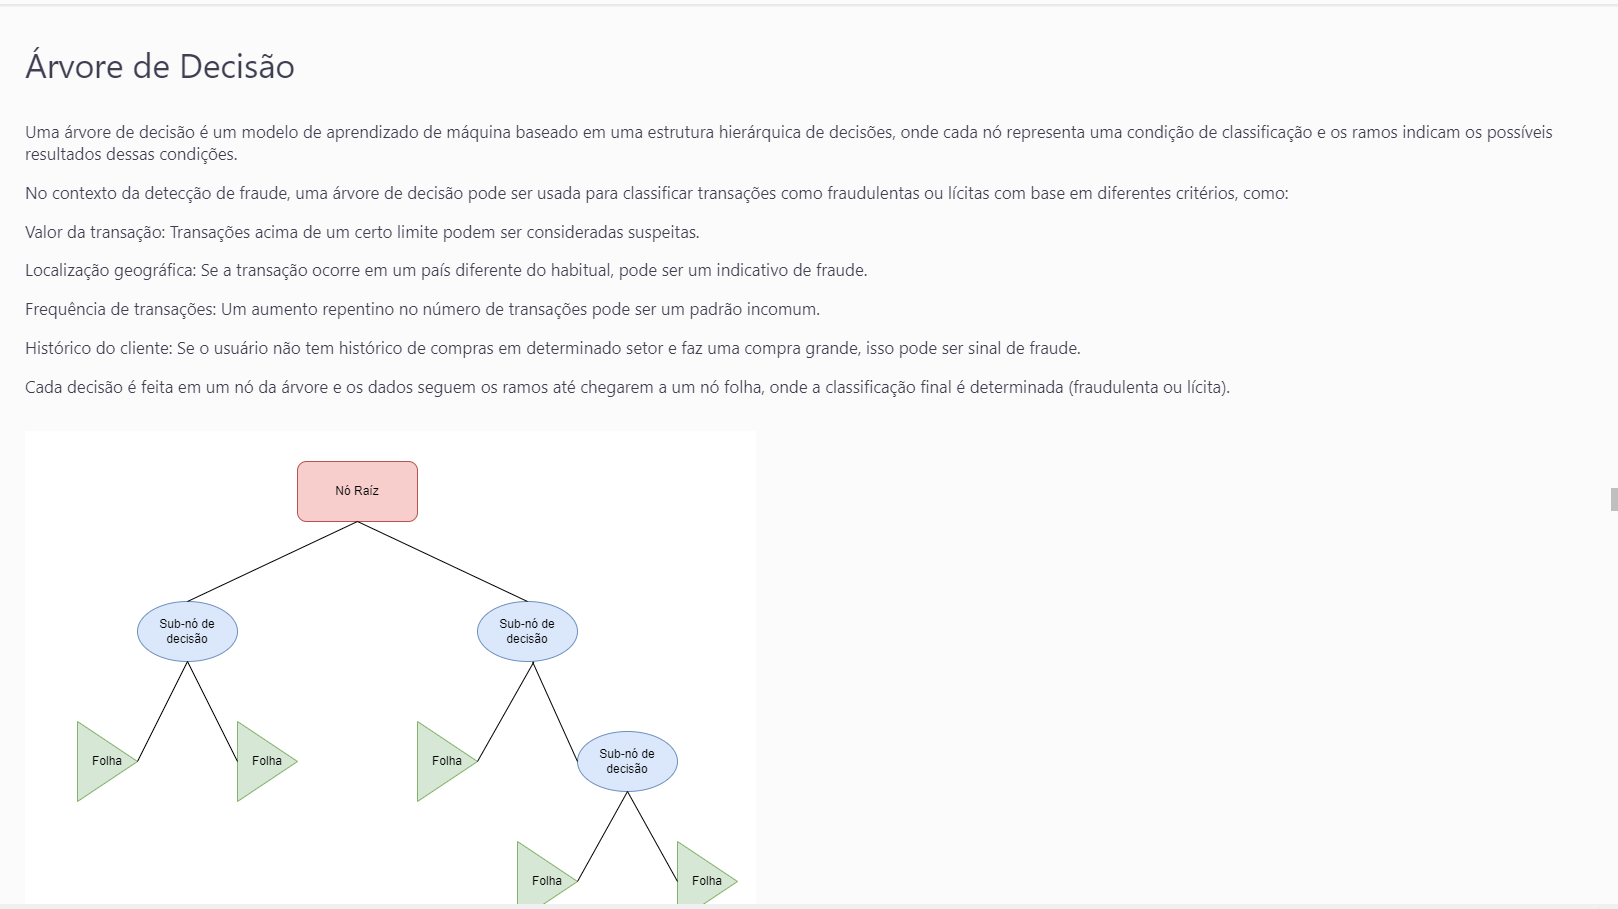 Árvore de Decisão
Uma árvore de decisão é um modelo de aprendizado de máquina baseado em uma estrutura hierárquica de decisões, onde cada nó representa uma condição de classificação e os ramos indicam os possíveis
resultados dessas condições.
No contexto da detecção de fraude, uma árvore de decisão pode ser usada para classificar transações como fraudulentas ou lícitas com base em diferentes critérios, como:
Valor da transação: Transações acima de um certo limite podem ser consideradas suspeitas.
Localização geográfica: Se a transação ocorre em um país diferente do habitual, pode ser um indicativo de fraude.
Frequência de transações: Um aumento repentino no número de transações pode ser um padrão incomum.
Histórico do cliente: Se o usuário não tem histórico de compras em determinado setor e faz uma compra grande, isso pode ser sinal de fraude.
Cada decisão é feita em um nó da árvore e os dados seguem os ramos até chegarem a um nó folha, onde a classificação final é determinada (fraudulenta ou lícita).
Nó Raíz
Sub-nó de
decisão
Sub-nó de
decisão
Folha
Folha
Folha
Sub-nó de
decisão
Folha
Folha